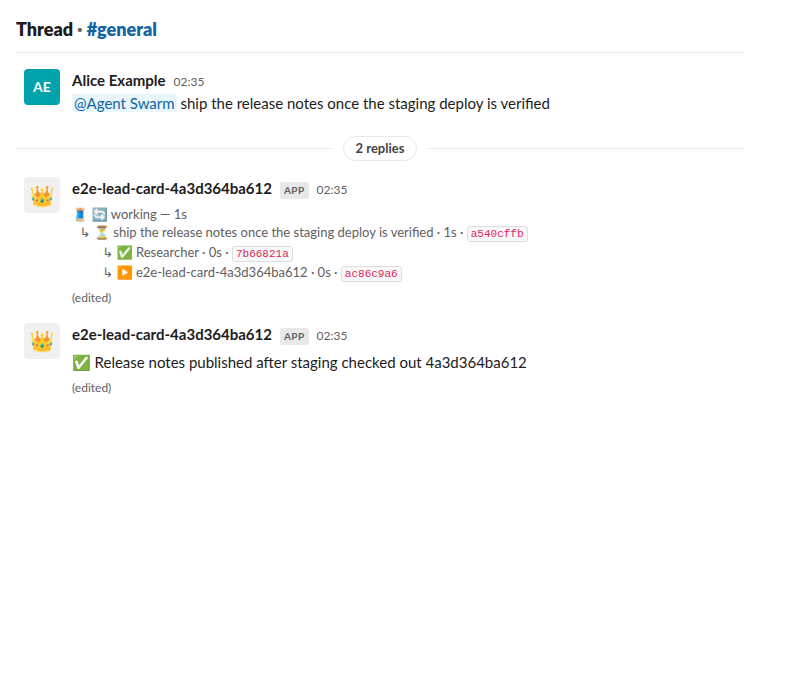 Thread • #general
AE
Alice Example 02:35
@Agent Swarm ship the release notes once the staging deploy is verified
2 replies
e2e-lead-card-4a3d364ba612 APP 02:35
🧵 🔄 working — 1s
↳ ⏳ ship the release notes once the staging deploy is verified · 1s · a540cffb
↳ ✅ Researcher · 0s · 7b66821a
↳ ▶️ e2e-lead-card-4a3d364ba612 · 0s · ac86c9a6
(edited)
e2e-lead-card-4a3d364ba612 APP 02:35
✅ Release notes published after staging checked out 4a3d364ba612
(edited)